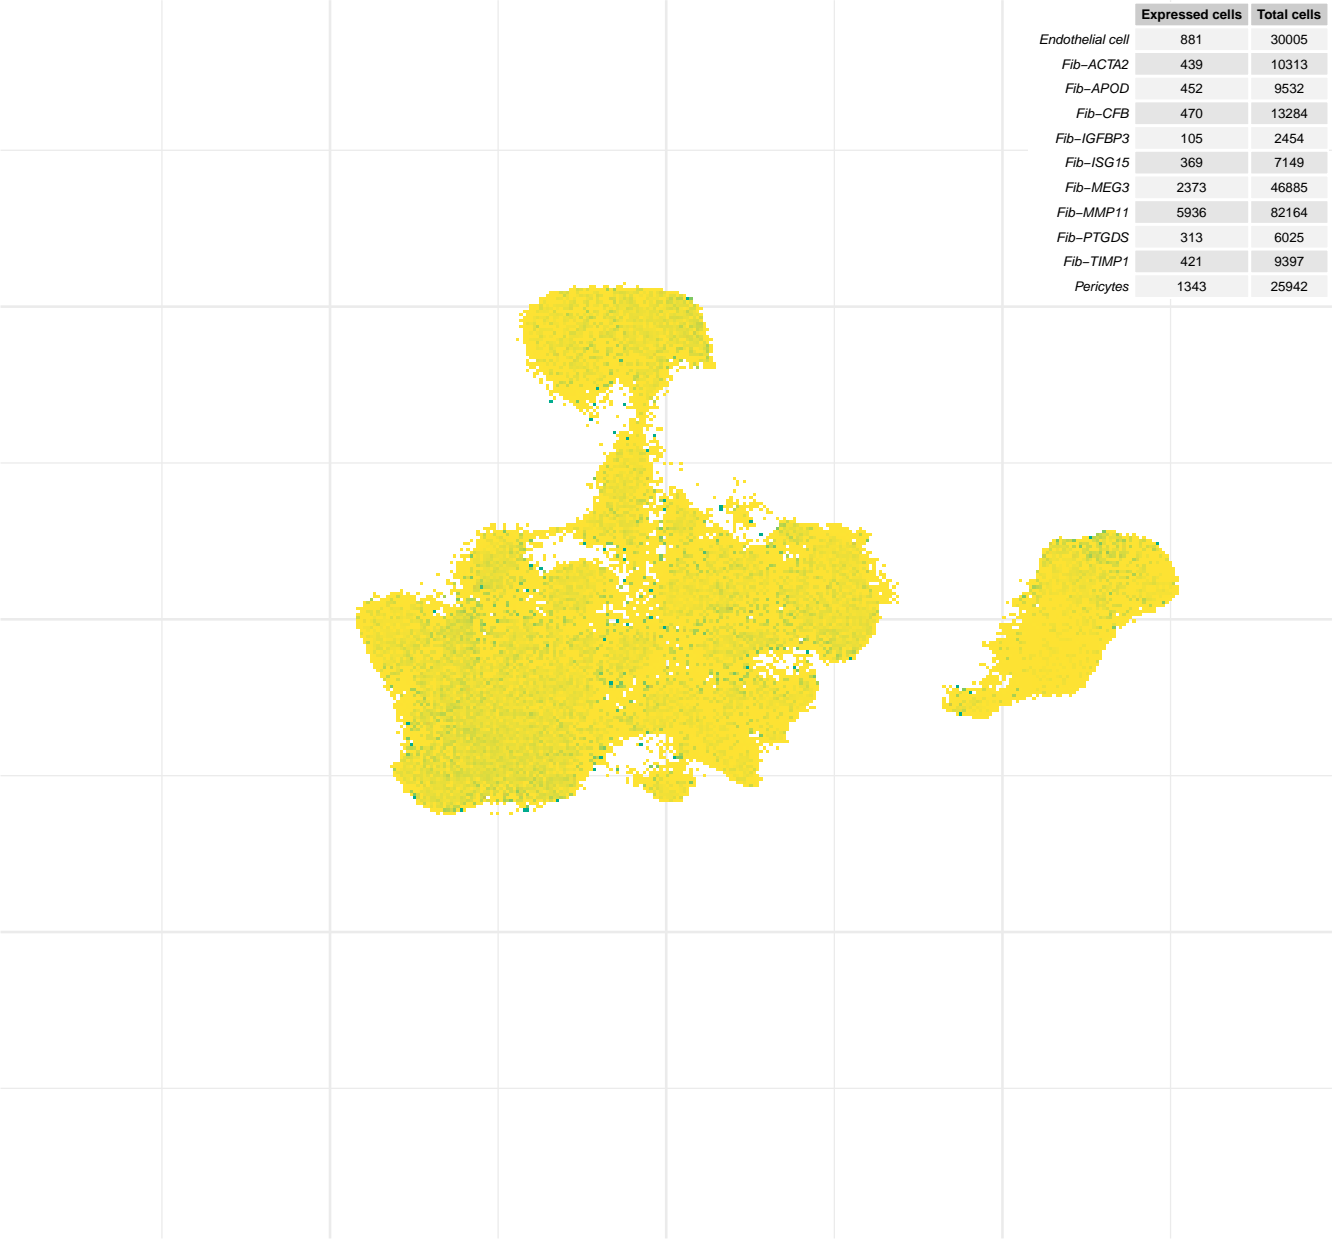 Expressed cells Total cells
Endothelial cell 881 30005
Fib−ACTA2 439 10313
Fib−APOD 452 9532
Fib−CFB 470 13284
Fib−IGFBP3 105 2454
Fib−ISG15 369 7149
Fib−MEG3 2373 46885
Fib−MMP11 5936 82164
Fib−PTGDS 313 6025
Fib−TIMP1 421 9397
Pericytes 1343 25942